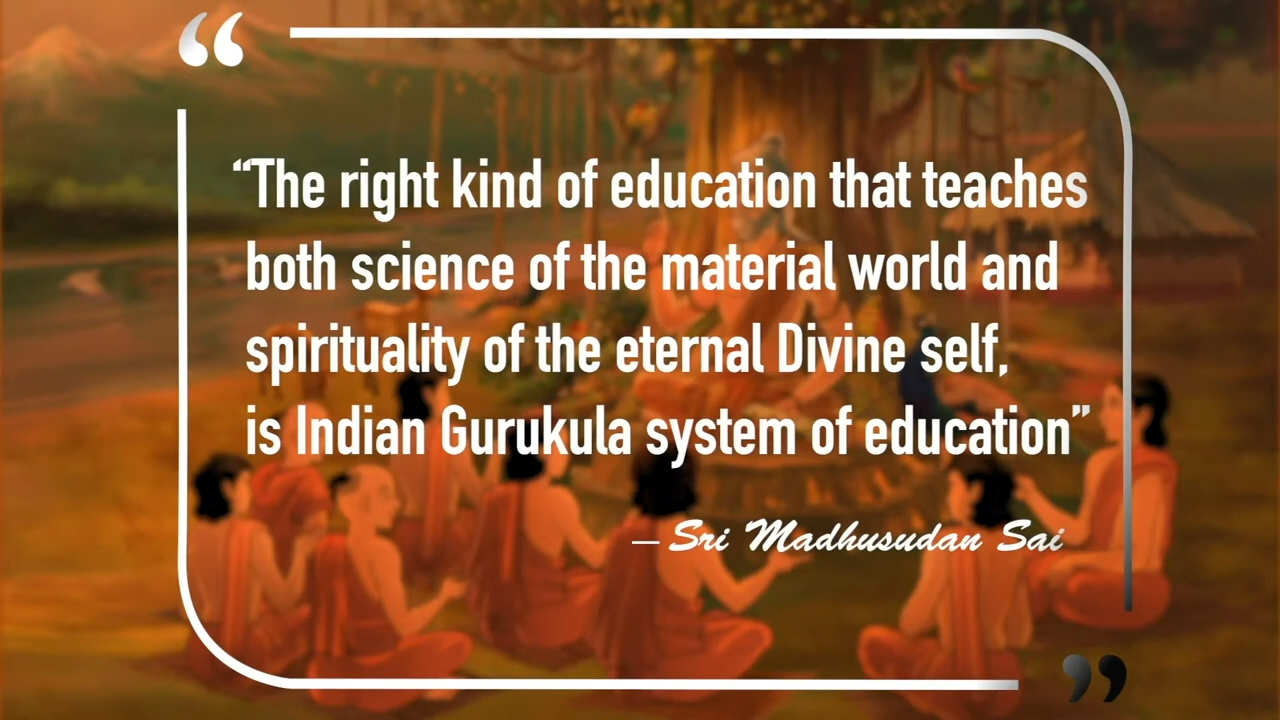 “The right kind of education that teaches
both science of the material world and
spirituality of the eternal Divine self,
is Indian Gurukula system of education”
— Sri Madhusudan Sai